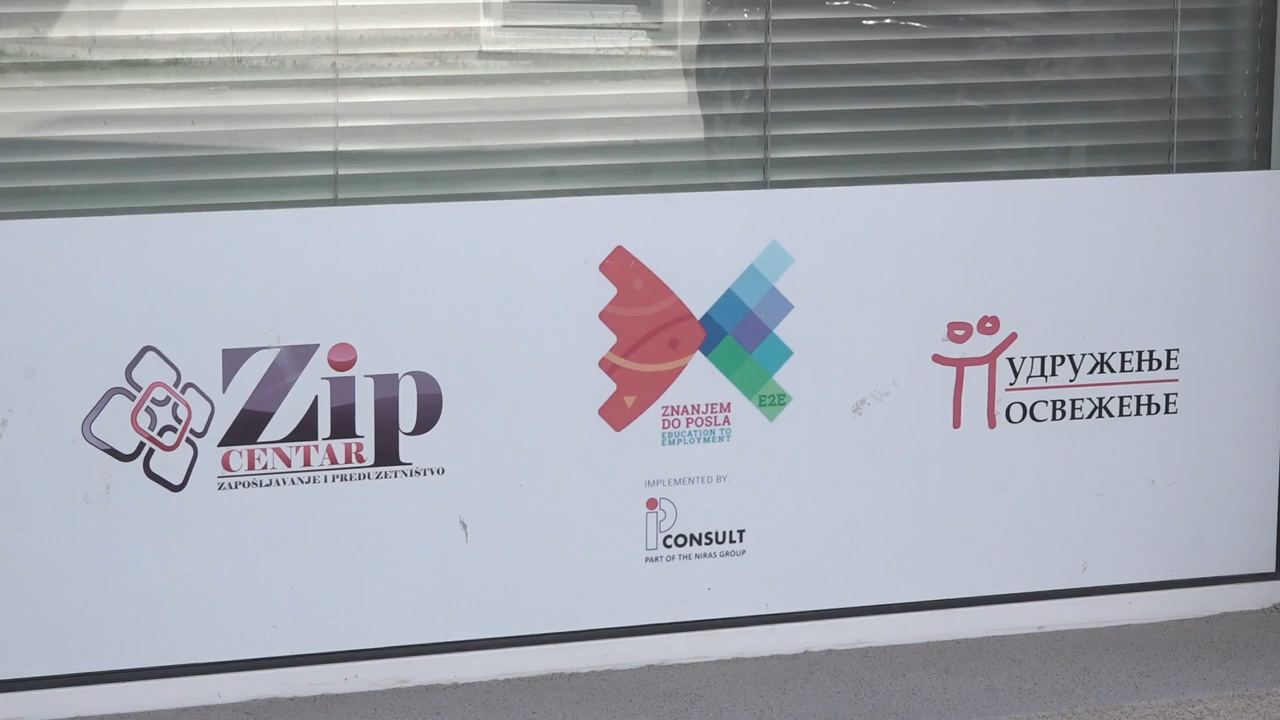 Zip
CENTAR
ZAPOŠLJAVANJE I PREDUZETNIŠTVO
E2E
ZNANJEM
DO POSLA
EDUCATION TO
EMPLOYMENT
IMPLEMENTED BY:
ip
CONSULT
PART OF THE NIRAS GROUP
УДРУЖЕЊЕ
ОСВЕЖЕЊЕ